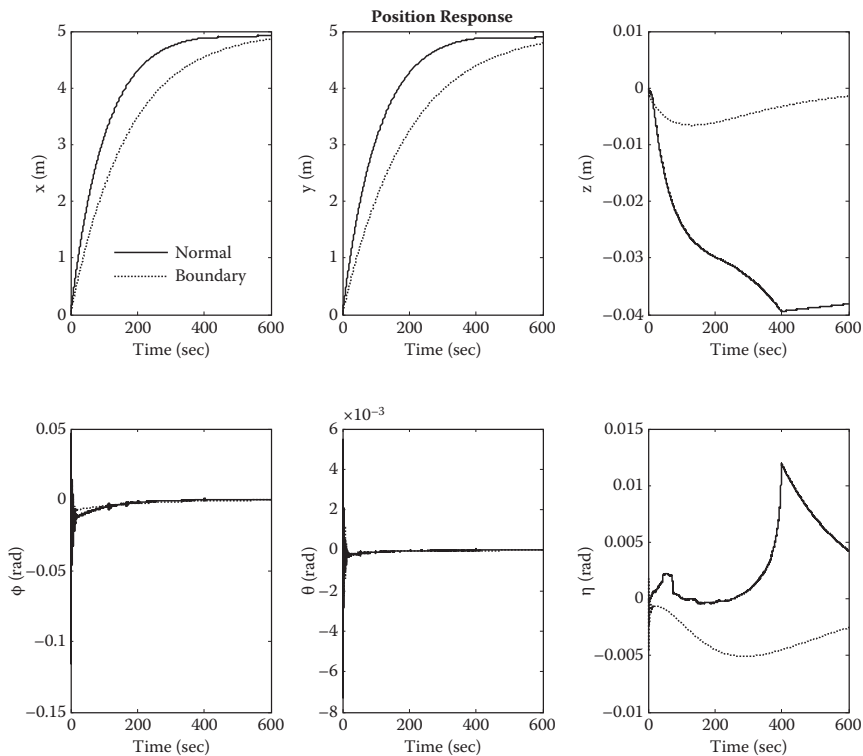 Position Response
5
4
3
2
1
0
x (m)
Normal
Boundary
0 200 400 600
Time (sec)
5
4
3
2
1
0
y (m)
0 200 400 600
Time (sec)
0.01
0
−0.01
−0.02
−0.03
−0.04
z (m)
0 200 400 600
Time (sec)
0.05
0
−0.05
−0.1
−0.15
ϕ (rad)
0 200 400 600
Time (sec)
×10−3
6
4
2
0
−2
−4
−6
−8
θ (rad)
0 200 400 600
Time (sec)
0.015
0.01
0.005
0
−0.005
−0.01
η (rad)
0 200 400 600
Time (sec)